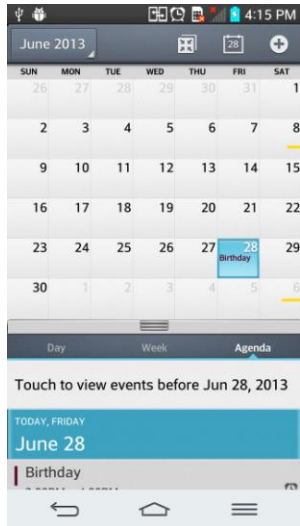 4:15 PM
June 2013
28
SUN MON TUE WED THU FRI SAT
26 27 28 29 30 31 1
2 3 4 5 6 7 8
9 10 11 12 13 14 15
16 17 18 19 20 21 22
23 24 25 26 27 28 29
Birthday
30 1 2 3 4 5 6
Day Week Agenda
Touch to view events before Jun 28, 2013
TODAY, FRIDAY
June 28
Birthday